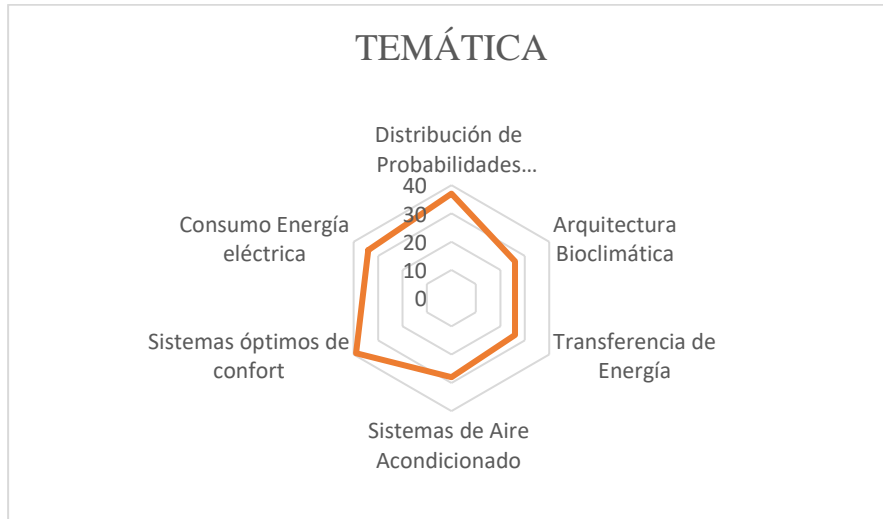 TEMÁTICA
Distribución de
Probabilidades...
40
30
20
10
0
Arquitectura
Bioclimática
Transferencia de
Energía
Sistemas de Aire
Acondicionado
Sistemas óptimos de
confort
Consumo Energía
eléctrica